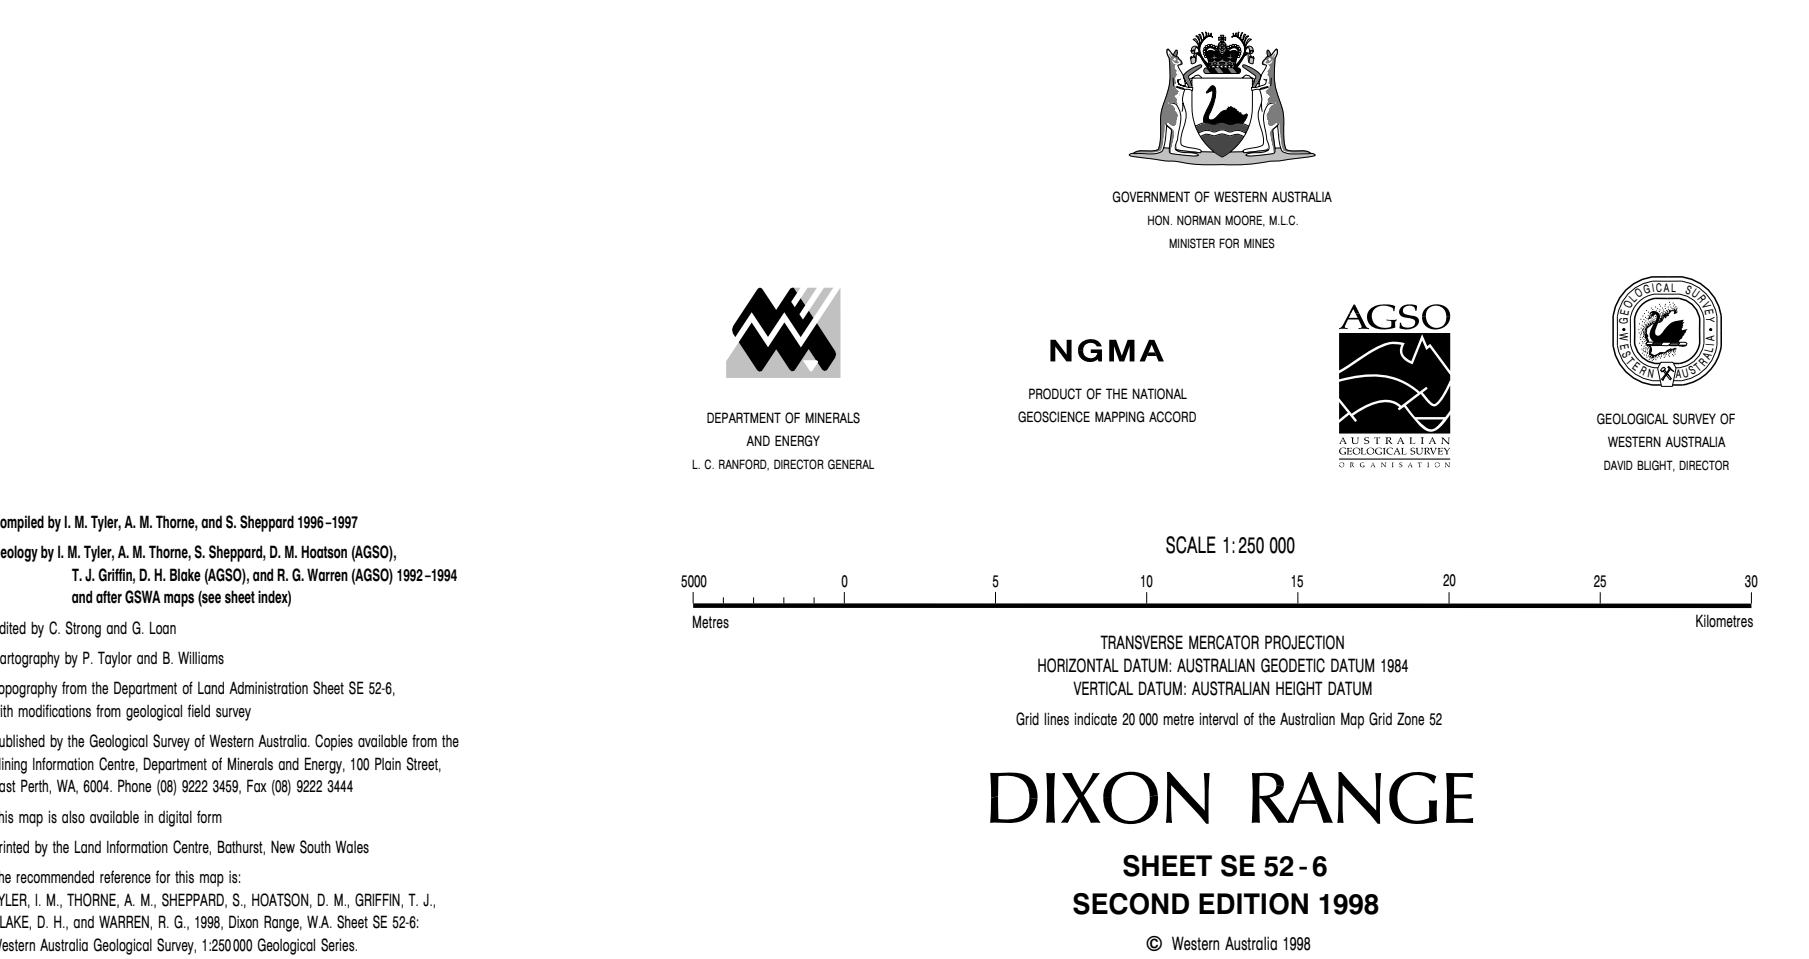 GOVERNMENT OF WESTERN AUSTRALIA
HON. NORMAN MOORE, M.L.C.
MINISTER FOR MINES
DEPARTMENT OF MINERALS
AND ENERGY
L. C. RANFORD, DIRECTOR GENERAL
NGMA
PRODUCT OF THE NATIONAL
GEOSCIENCE MAPPING ACCORD
AGSO
AUSTRALIAN
GEOLOGICAL SURVEY
ORGANISATION
GEOLOGICAL SURVEY
WESTERN AUSTRALIA
GEOLOGICAL SURVEY OF
WESTERN AUSTRALIA
DAVID BLIGHT, DIRECTOR
ompiled by I. M. Tyler, A. M. Thorne, and S. Sheppard 1996–1997
eology by I. M. Tyler, A. M. Thorne, S. Sheppard, D. M. Hoatson (AGSO),
T. J. Griffin, D. H. Blake (AGSO), and R. G. Warren (AGSO) 1992–1994
and after GSWA maps (see sheet index)
dited by C. Strong and G. Loan
artography by P. Taylor and B. Williams
opography from the Department of Land Administration Sheet SE 52-6,
ith modifications from geological field survey
ublished by the Geological Survey of Western Australia. Copies available from the
ining Information Centre, Department of Minerals and Energy, 100 Plain Street,
ast Perth, WA, 6004. Phone (08) 9222 3459, Fax (08) 9222 3444
his map is also available in digital form
rinted by the Land Information Centre, Bathurst, New South Wales
he recommended reference for this map is:
YLER, I. M., THORNE, A. M., SHEPPARD, S., HOATSON, D. M., GRIFFIN, T. J.,
LAKE, D. H., and WARREN, R. G., 1998, Dixon Range, W.A. Sheet SE 52-6:
estern Australia Geological Survey, 1:250 000 Geological Series.
SCALE 1:250 000
5000 0 5 10 15 20 25 30
Metres Kilometres
TRANSVERSE MERCATOR PROJECTION
HORIZONTAL DATUM: AUSTRALIAN GEODETIC DATUM 1984
VERTICAL DATUM: AUSTRALIAN HEIGHT DATUM
Grid lines indicate 20 000 metre interval of the Australian Map Grid Zone 52
DIXON RANGE
SHEET SE 52-6
SECOND EDITION 1998
© Western Australia 1998